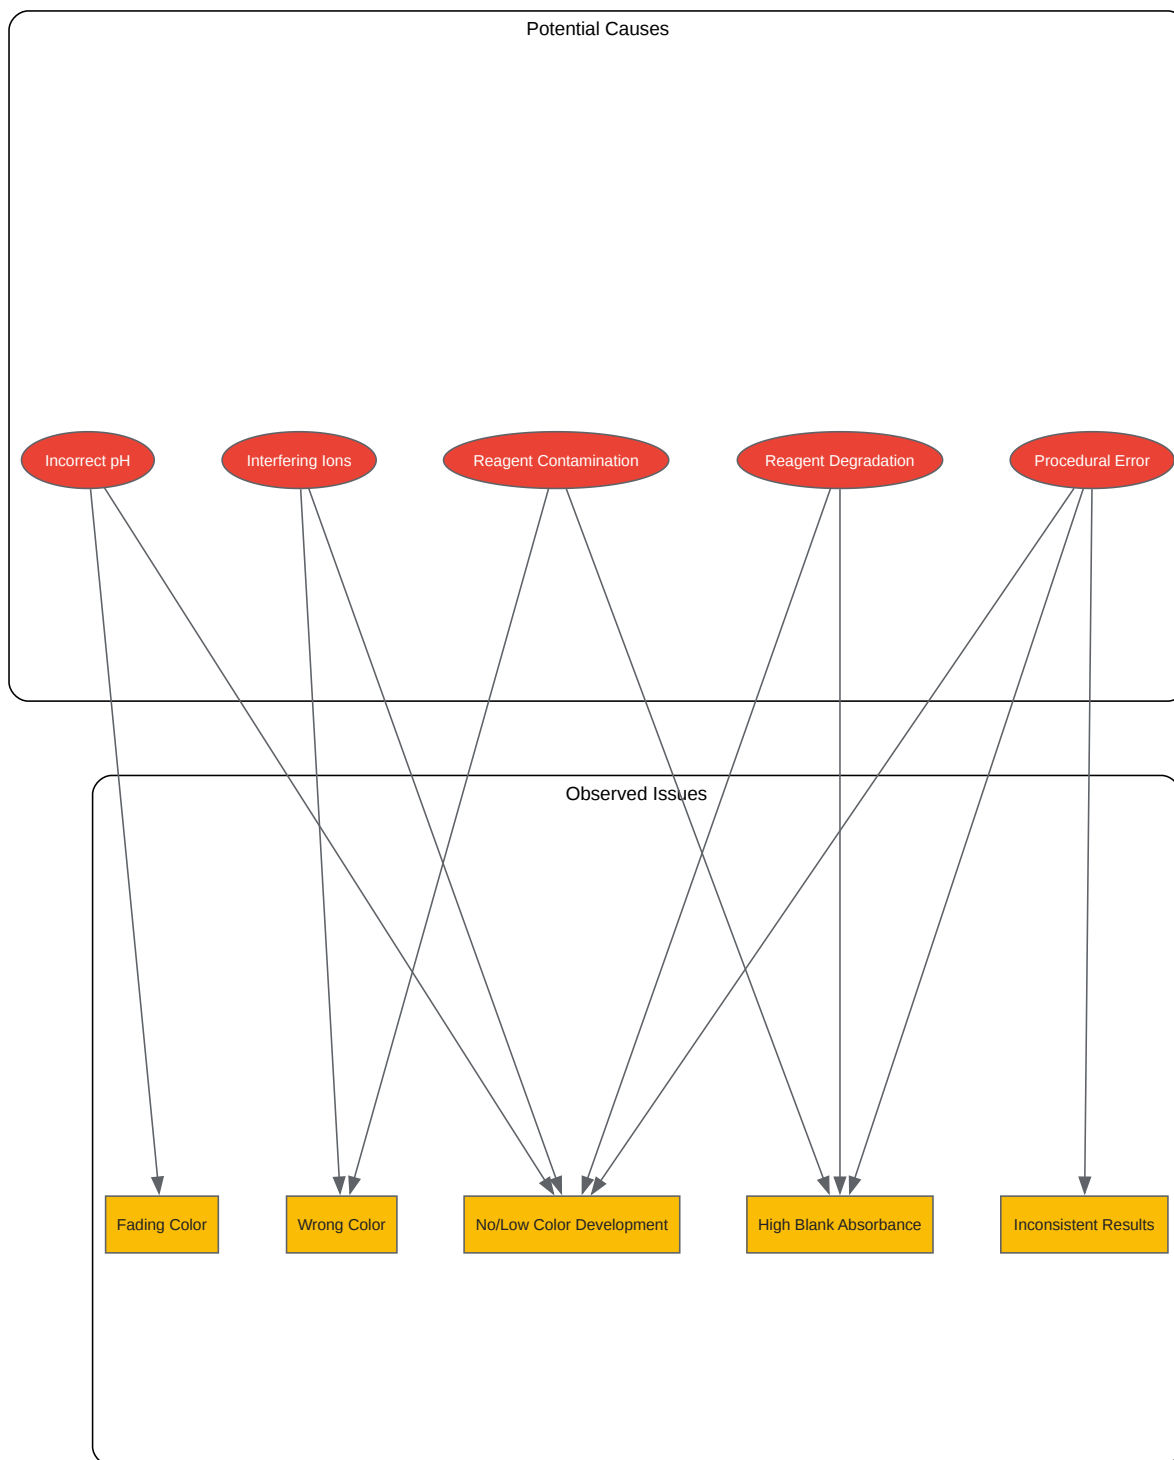 Potential Causes
Incorrect pH
Interfering Ions
Reagent Contamination
Reagent Degradation
Procedural Error
Observed Issues
Fading Color
Wrong Color
No/Low Color Development
High Blank Absorbance
Inconsistent Results